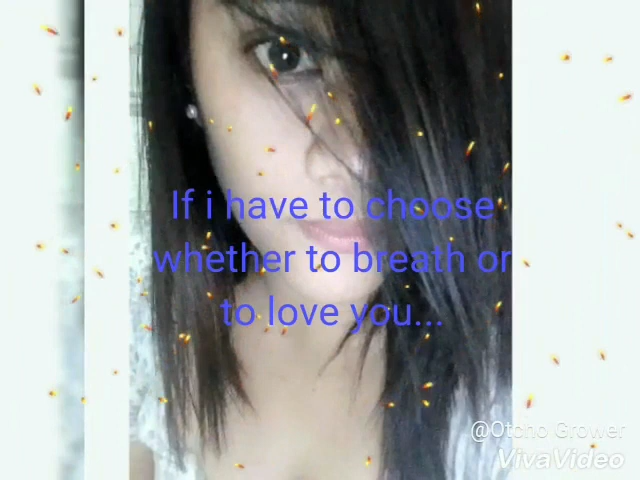 If i have to choose
whether to breath or
to love you...
@Otcho Grower
VivaVideo